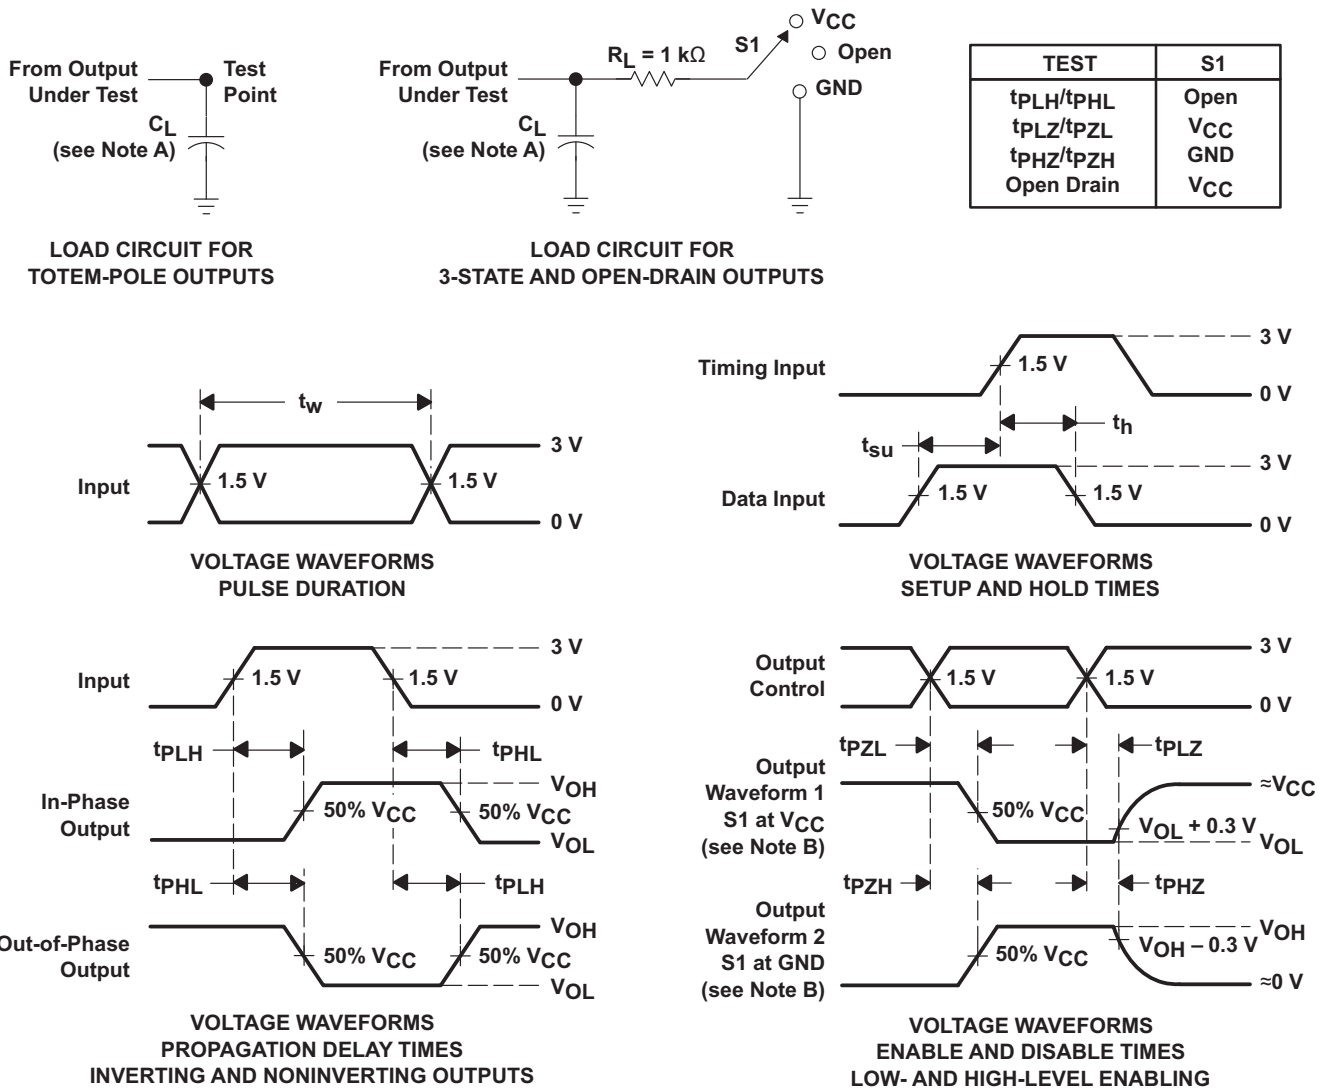 From Output
Under Test
Test
Point
CL
(see Note A)
LOAD CIRCUIT FOR
TOTEM-POLE OUTPUTS
From Output
Under Test
RL = 1 kΩ
S1
VCC
Open
GND
CL
(see Note A)
LOAD CIRCUIT FOR
3-STATE AND OPEN-DRAIN OUTPUTS
TEST S1
tPLH/tPHL Open
tPLZ/tPZL VCC
tPHZ/tPZH GND
Open Drain VCC
tw
Input
1.5 V
1.5 V
3 V
0 V
VOLTAGE WAVEFORMS
PULSE DURATION
Timing Input
1.5 V
3 V
0 V
tsu
th
Data Input
1.5 V
1.5 V
3 V
0 V
VOLTAGE WAVEFORMS
SETUP AND HOLD TIMES
Input
1.5 V
1.5 V
3 V
0 V
tPLH
tPHL
In-Phase
Output
50% VCC
50% VCC
VOH
VOL
tPHL
tPLH
Out-of-Phase
Output
50% VCC
50% VCC
VOH
VOL
VOLTAGE WAVEFORMS
PROPAGATION DELAY TIMES
INVERTING AND NONINVERTING OUTPUTS
Output
Control
1.5 V
1.5 V
3 V
0 V
tPZL
tPLZ
Output
Waveform 1
S1 at VCC
(see Note B)
50% VCC
VOL + 0.3 V
≈VCC
VOL
tPZH
tPHZ
Output
Waveform 2
S1 at GND
(see Note B)
50% VCC
VOH − 0.3 V
VOH
≈0 V
VOLTAGE WAVEFORMS
ENABLE AND DISABLE TIMES
LOW- AND HIGH-LEVEL ENABLING